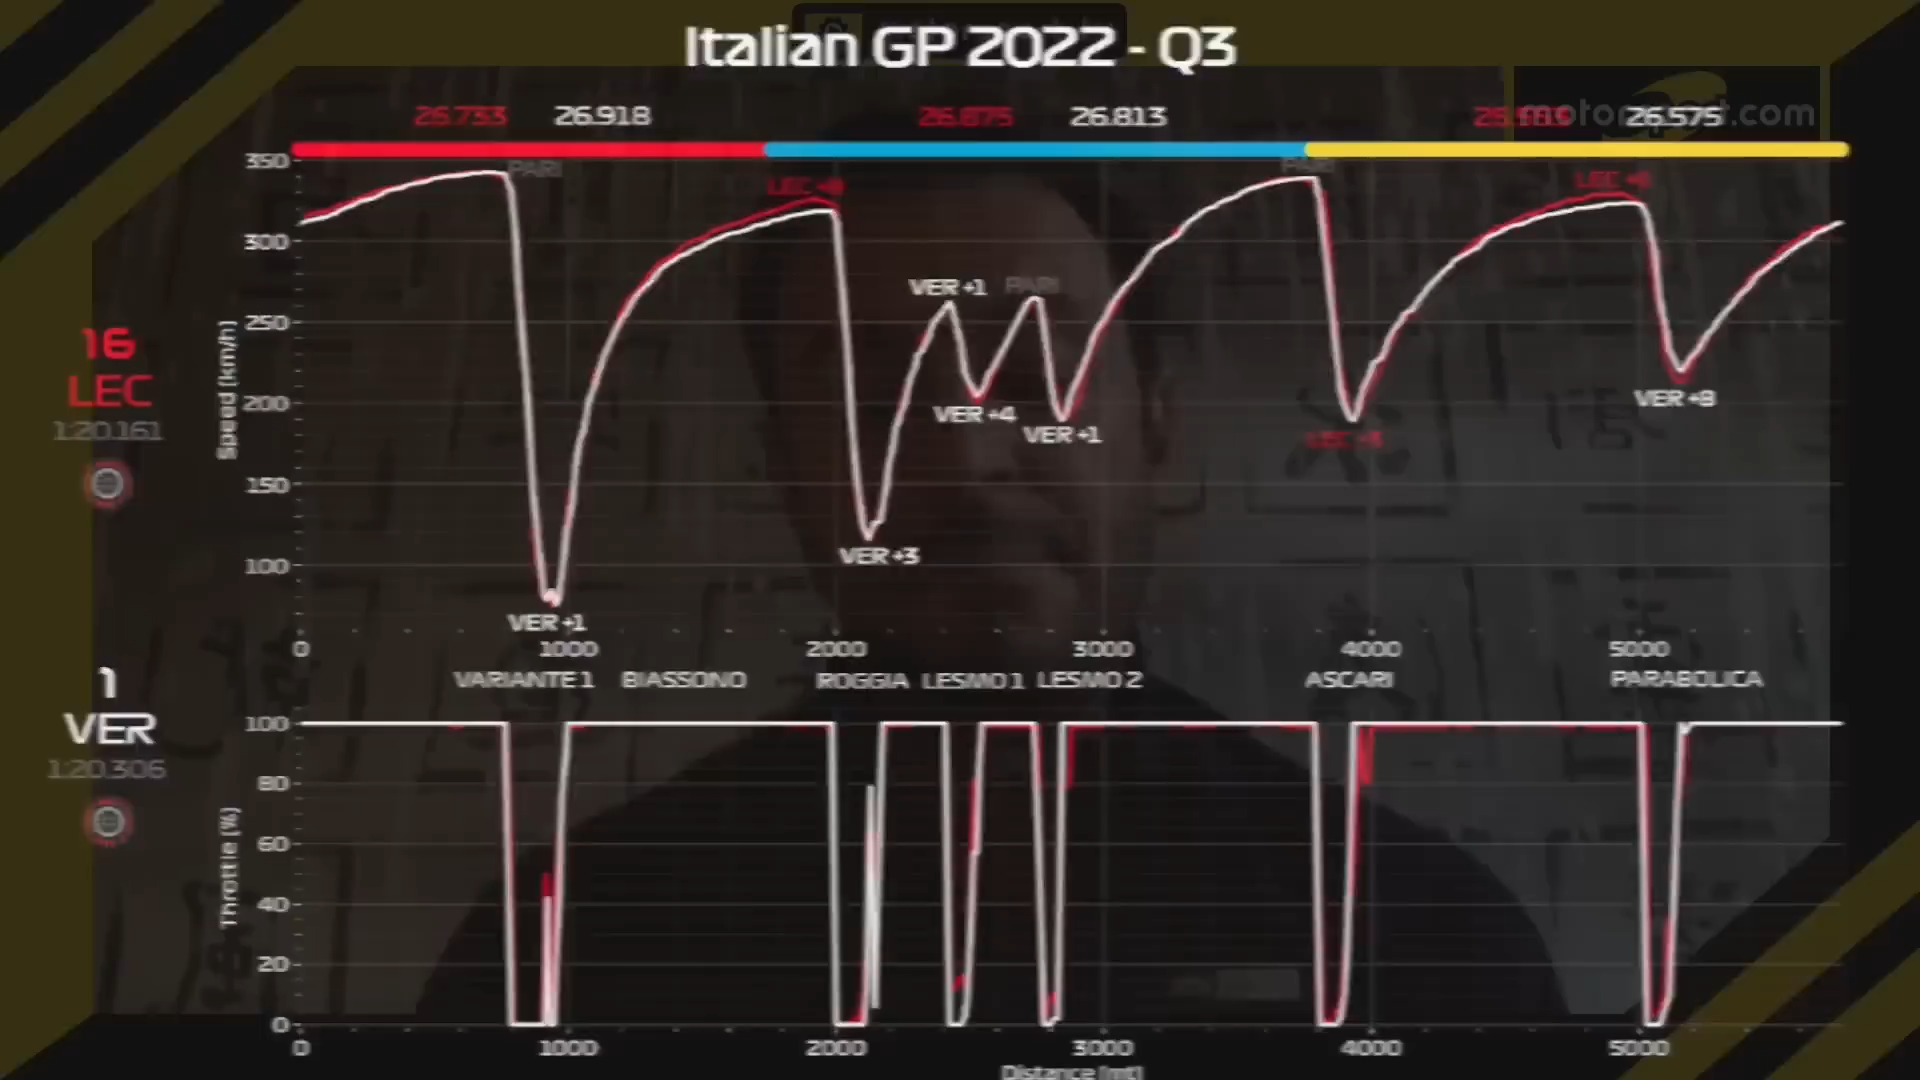 Italian GP 2022 - Q3
26.733 26.918 26.875 26.813 26.575
motorsport.com
350
PARI PARI
LEC +8 LEC +6
300
VER +1 PARI
250
16
LEC
1:20.161
Speed [km/h]
200
VER +4 VER +1 VER +8
150
VER +3
100
VER +1
0 1000 2000 3000 4000 5000
VARIANTE 1 BIASSONO ROGGIA LESMO 1 LESMO 2 ASCARI PARABOLICA
1
VER
1:20.306
100
80
60
Throttle [%]
40
20
0
0 1000 2000 3000 4000 5000
Distance [mt]